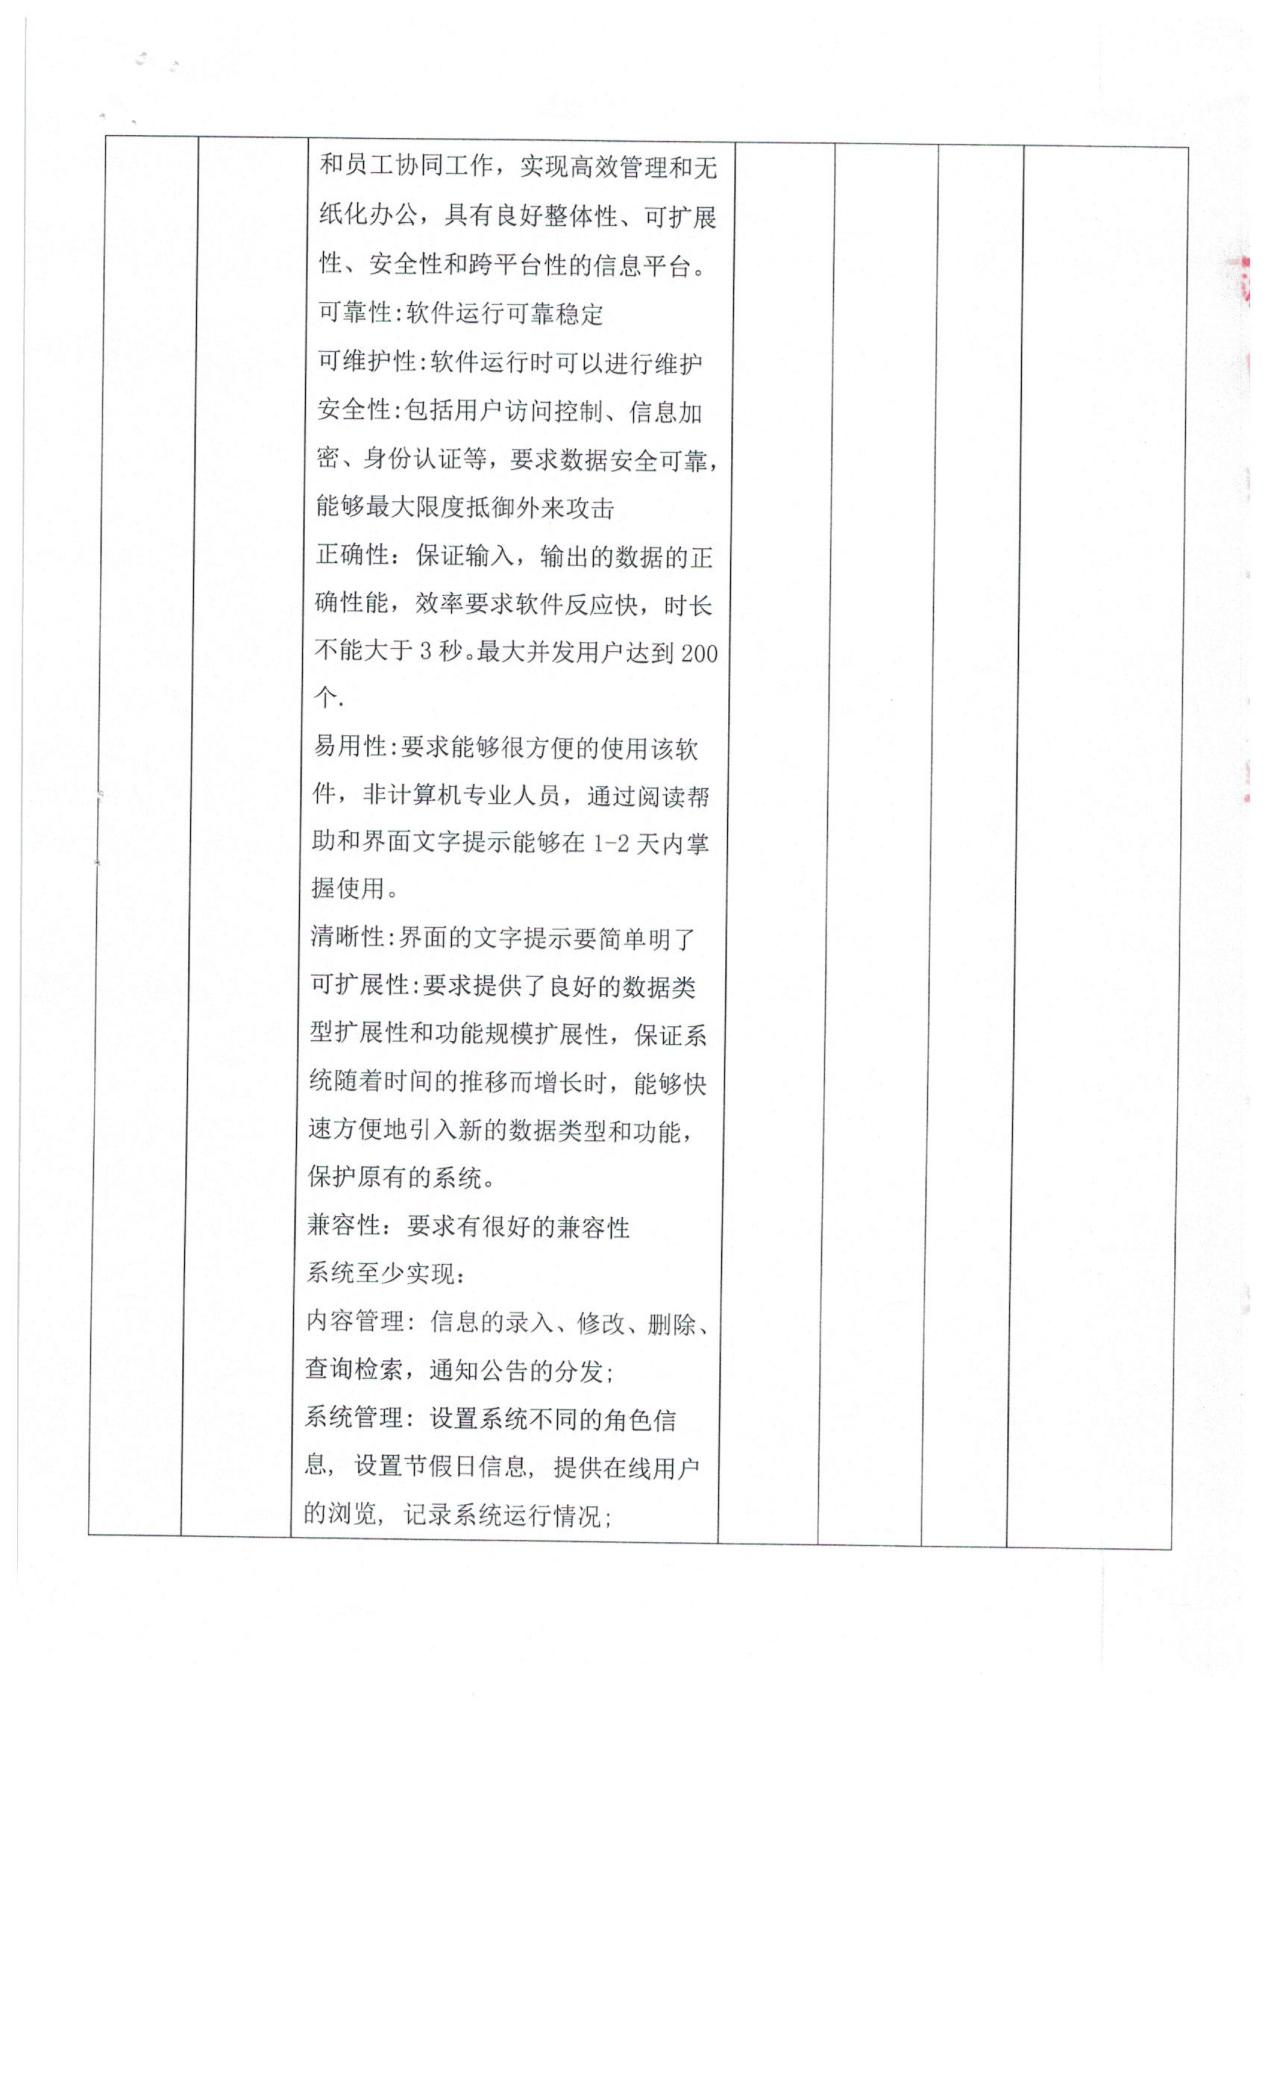 和员工协同工作，实现高效管理和无
纸化办公，具有良好整体性、可扩展
性、安全性和跨平台性的信息平台。
可靠性:软件运行可靠稳定
可维护性:软件运行时可以进行维护
安全性:包括用户访问控制、信息加
密、身份认证等，要求数据安全可靠，
能够最大限度抵御外来攻击
正确性：保证输入，输出的数据的正
确性能，效率要求软件反应快，时长
不能大于 3 秒。最大并发用户达到 200
个.
易用性:要求能够很方便的使用该软
件，非计算机专业人员，通过阅读帮
助和界面文字提示能够在 1-2 天内掌
握使用。
清晰性:界面的文字提示要简单明了
可扩展性:要求提供了良好的数据类
型扩展性和功能规模扩展性，保证系
统随着时间的推移而增长时，能够快
速方便地引入新的数据类型和功能，
保护原有的系统。
兼容性：要求有很好的兼容性
系统至少实现：
内容管理：信息的录入、修改、删除、
查询检索，通知公告的分发；
系统管理：设置系统不同的角色信
息, 设置节假日信息, 提供在线用户
的浏览, 记录系统运行情况；